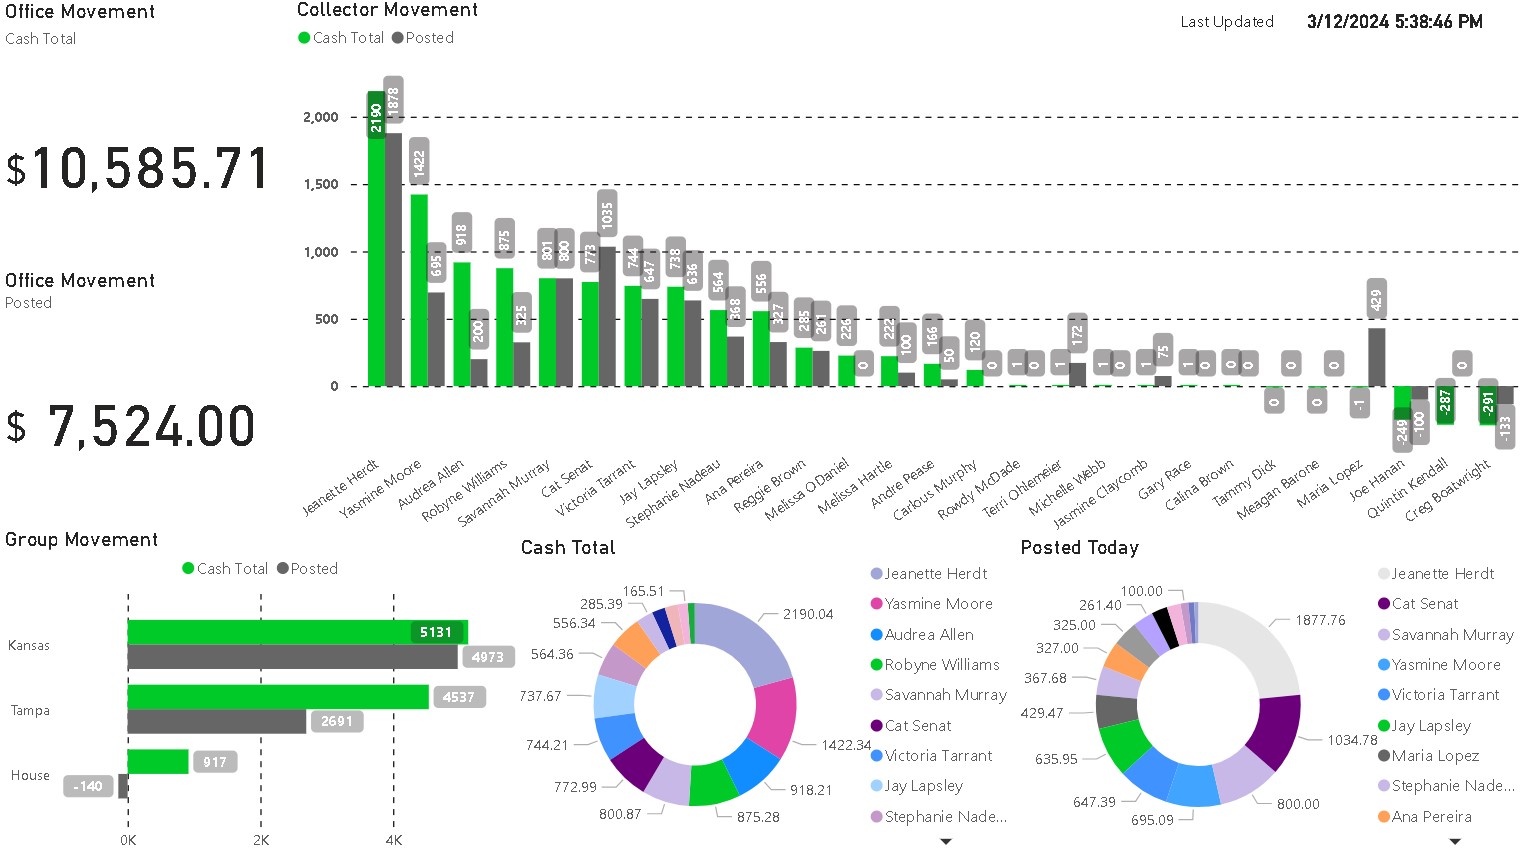 Office Movement
Cash Total
$10,585.71
Office Movement
Posted
$ 7,524.00
Collector Movement
Cash Total Posted
Last Updated 3/12/2024 5:38:46 PM
2,000
1,500
1,000
500
0
2190 1878
1422 695
918 200
875 325
801 800
773 1035
744 647
738 636
564 368
556 327
285 261
226 0
222 100
166 50
120 0
1 0
1 172
1 0
1 75
1 0
0 0
0 0
0 0
-1 429
-249 -100
-287 0
-291 -133
Jeanette Herdt
Yasmine Moore
Audrea Allen
Robyne Williams
Savannah Murray
Cat Senat
Victoria Tarrant
Jay Lapsley
Stephanie Nadeau
Ana Pereira
Reggie Brown
Melissa O Daniel
Melissa Hartle
Andre Pease
Carlous Murphy
Rowdy McDade
Terri Ohlemeier
Michelle Webb
Jasmine Claycomb
Gary Race
Calina Brown
Tammy Dick
Meagan Barone
Maria Lopez
Joe Hanan
Quintin Kendall
Creg Boatwright
Group Movement
Cash Total Posted
Kansas 5131
4973
Tampa 4537
2691
House 917
-140
0K 2K 4K
Cash Total
165.51
285.39
556.34
564.36
737.67
744.21
772.99
800.87
875.28
918.21
1422.34
2190.04
Jeanette Herdt
Yasmine Moore
Audrea Allen
Robyne Williams
Savannah Murray
Cat Senat
Victoria Tarrant
Jay Lapsley
Stephanie Nade...
Posted Today
100.00
261.40
325.00
327.00
367.68
429.47
635.95
647.39
695.09
800.00
1034.78
1877.76
Jeanette Herdt
Cat Senat
Savannah Murray
Yasmine Moore
Victoria Tarrant
Jay Lapsley
Maria Lopez
Stephanie Nade...
Ana Pereira